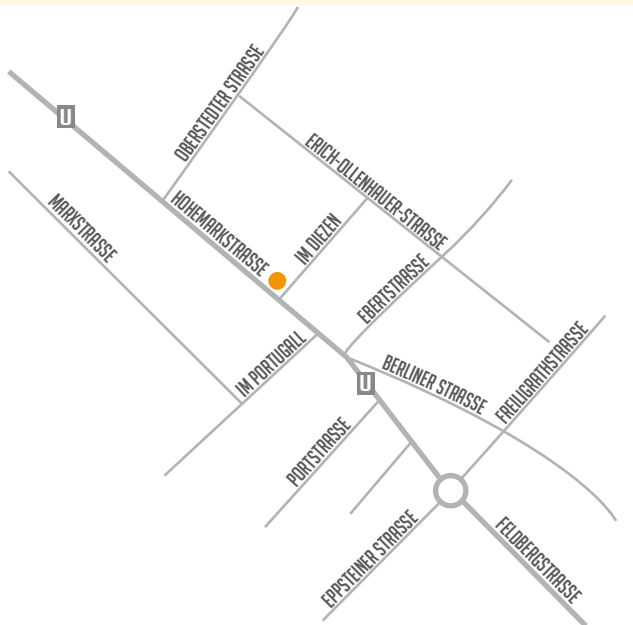 OBERSTEDTER STRASSE
U
ERICH-OLLENHAUER-STRASSE
MARKSTRASSE
HOHEMARKSTRASSE
IM DIEZEN
EBERTSTRASSE
IM PORTUGALL
U
BERLINER STRASSE
FREILIGRATHSTRASSE
PORTSTRASSE
EPPSTEINER STRASSE
FELDBERGSTRASSE